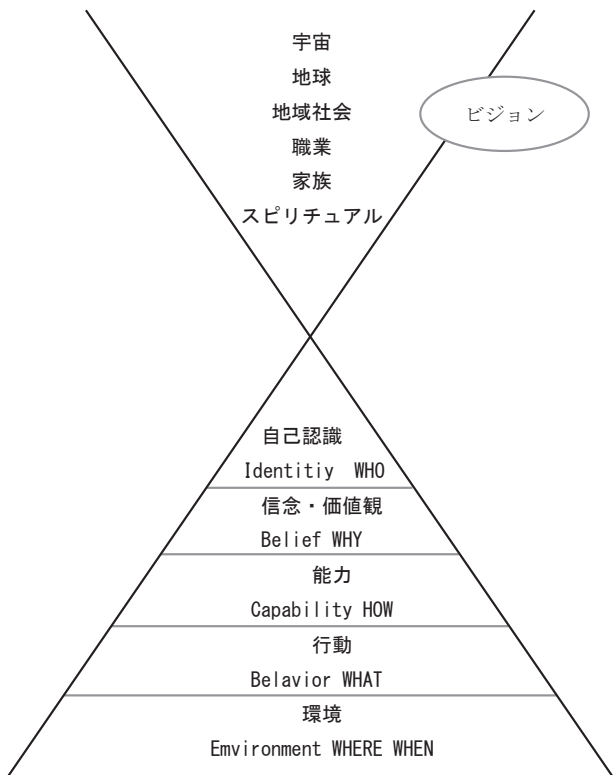 宇宙
地球
地域社会
ビジョン
職業
家族
スピリチュアル
自己認識
Identitiy WHO
信念・価値観
Belief WHY
能力
Capability HOW
行動
Belavior WHAT
環境
Emvironment WHERE WHEN